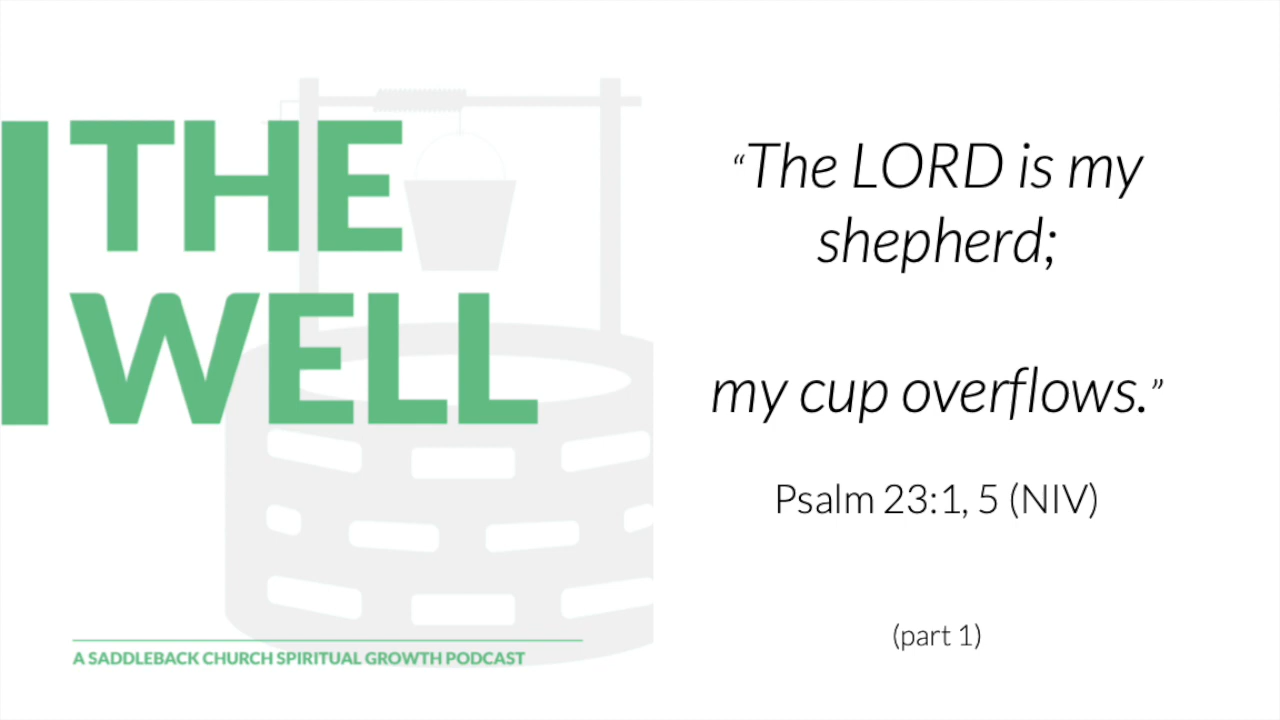 THE
WELL
A SADDLEBACK CHURCH SPIRITUAL GROWTH PODCAST
“The LORD is my
shepherd;
my cup overflows.”
Psalm 23:1, 5 (NIV)
(part 1)